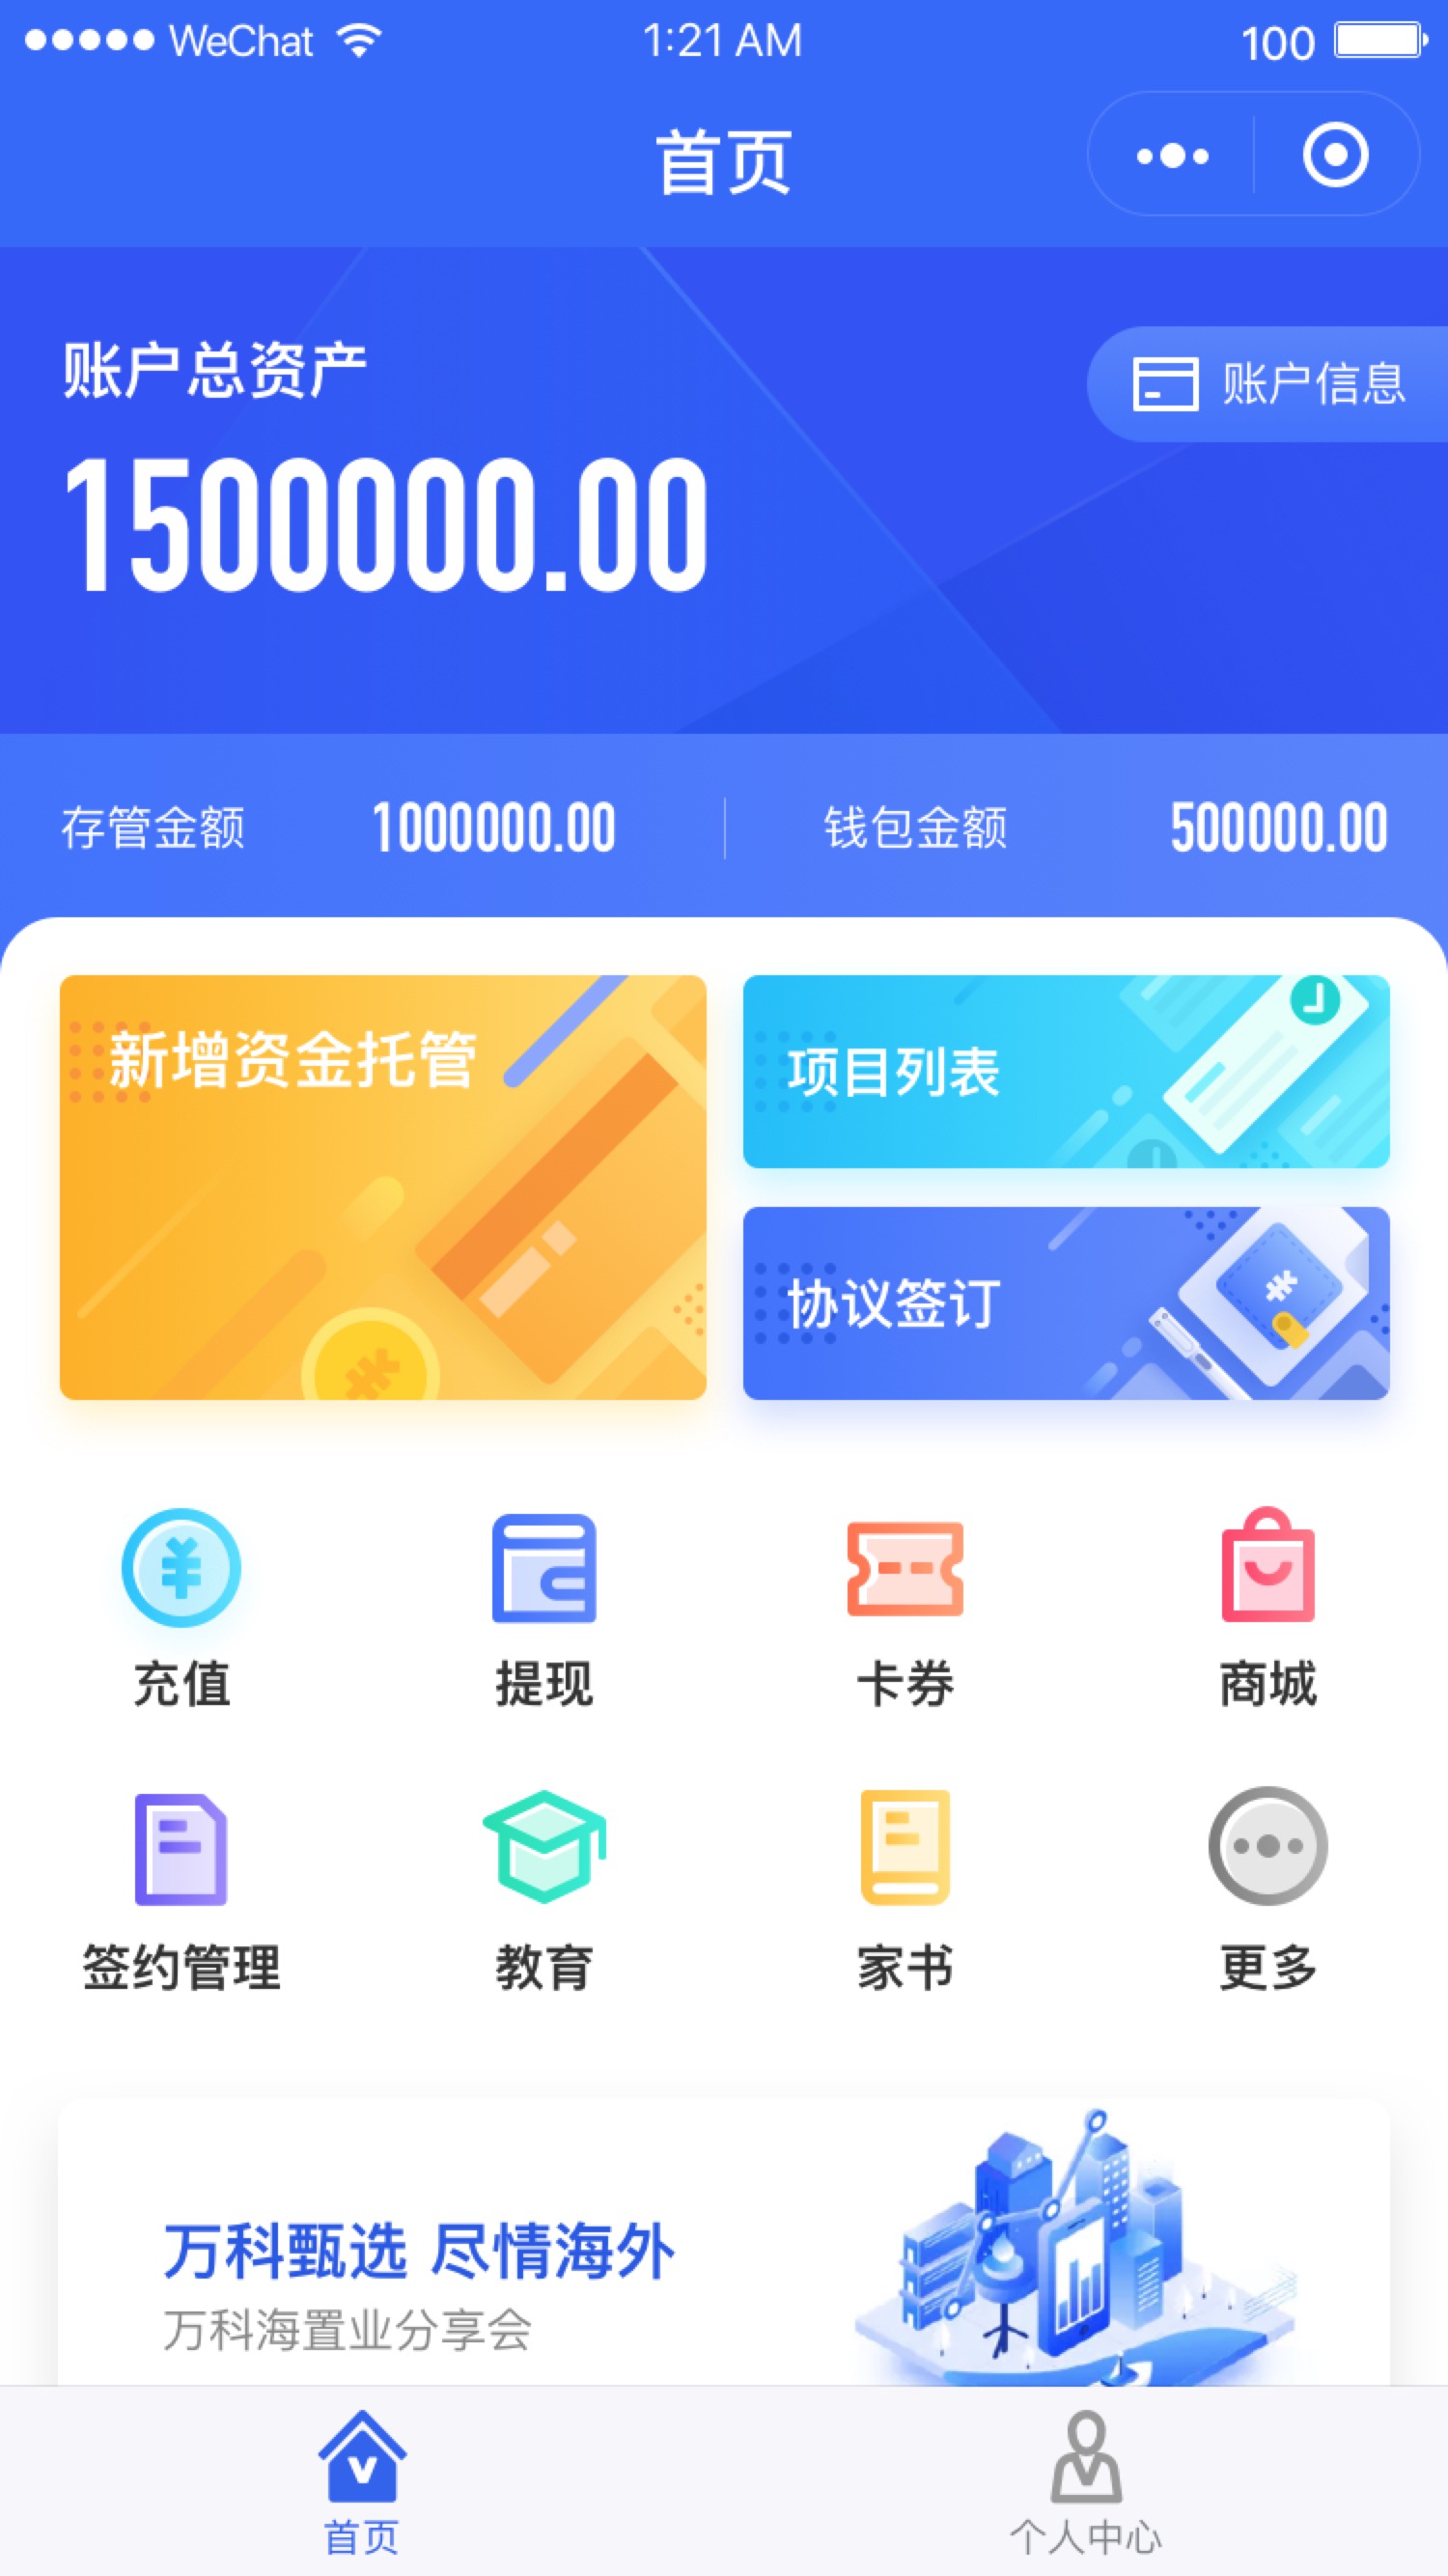 WeChat 1:21 AM 100
首页
账户总资产
账户信息
1500000.00
存管金额 1000000.00 钱包金额 500000.00
新增资金托管
项目列表
协议签订
充值 提现 卡券 商城
签约管理 教育 家书 更多
万科甄选 尽情海外
万科海置业分享会
首页 个人中心